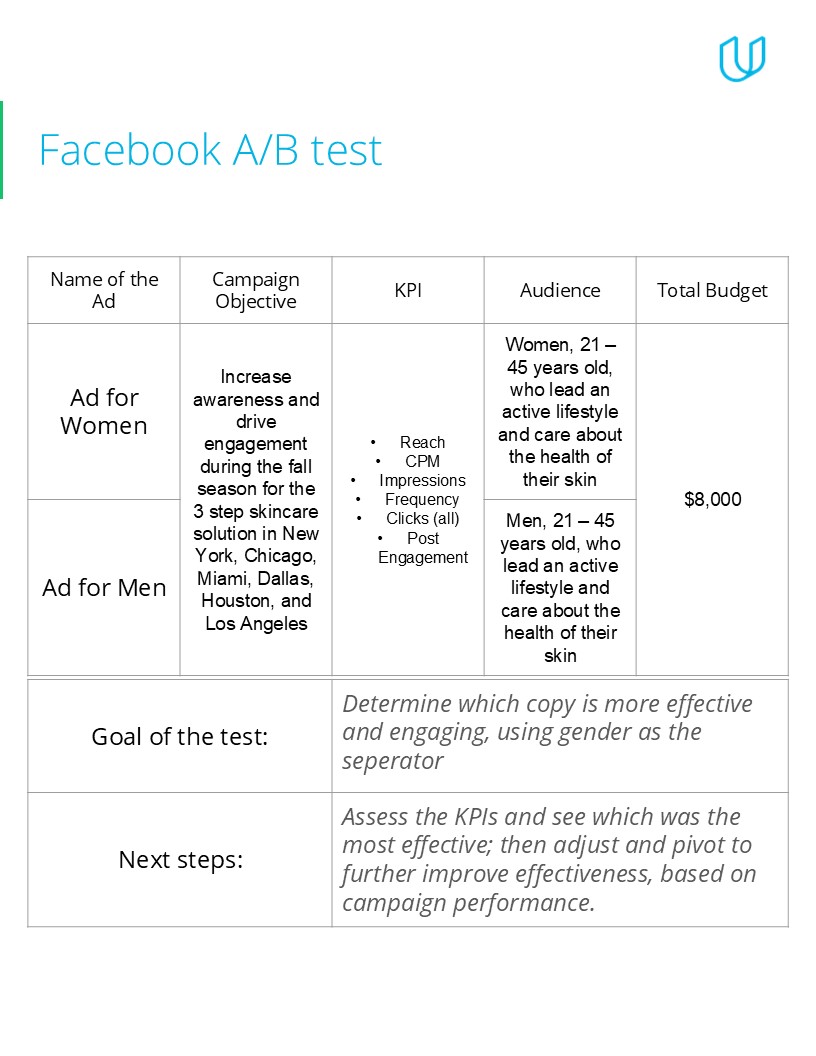 Facebook A/B test
Name of the
Ad
Campaign
Objective
KPI
Audience
Total Budget
Ad for
Women
Increase
awareness and
drive
engagement
during the fall
season for the
3 step skincare
solution in New
York, Chicago,
Miami, Dallas,
Houston, and
Los Angeles
• Reach
• CPM
• Impressions
• Frequency
• Clicks (all)
• Post
Engagement
Women, 21 –
45 years old,
who lead an
active lifestyle
and care about
the health of
their skin
$8,000
Ad for Men
Men, 21 – 45
years old, who
lead an active
lifestyle and
care about the
health of their
skin
Goal of the test:
Determine which copy is more effective
and engaging, using gender as the
seperator
Next steps:
Assess the KPIs and see which was the
most effective; then adjust and pivot to
further improve effectiveness, based on
campaign performance.